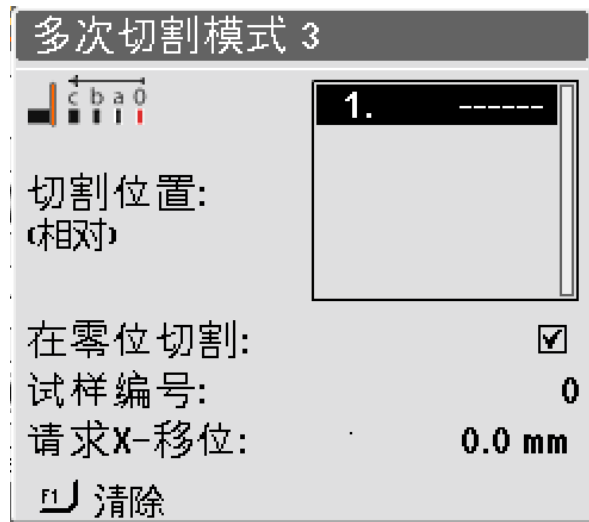 多次切割模式 3
c b a 0
1. ------
切割位置:
(相对)
在零位切割:
试样编号: 0
请求X-移位: 0.0 mm
F1 清除